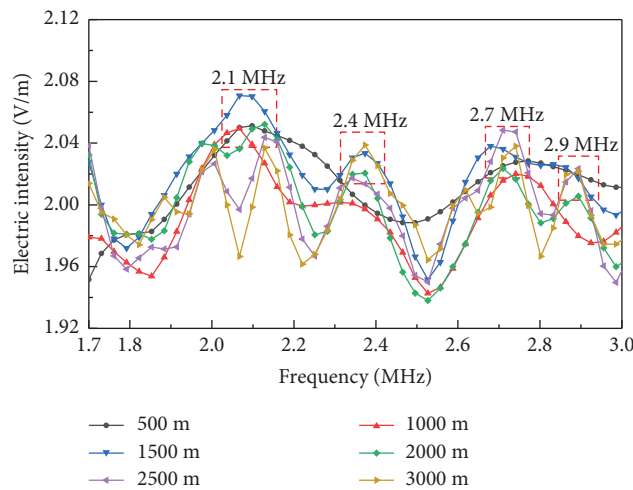 2.12
2.08
2.04
2.00
1.96
1.92
Electric intensity (V/m)
2.1 MHz
2.4 MHz
2.7 MHz
2.9 MHz
1.7 1.8 2.0 2.2 2.4 2.6 2.8 3.0
Frequency (MHz)
500 m 1000 m
1500 m 2000 m
2500 m 3000 m